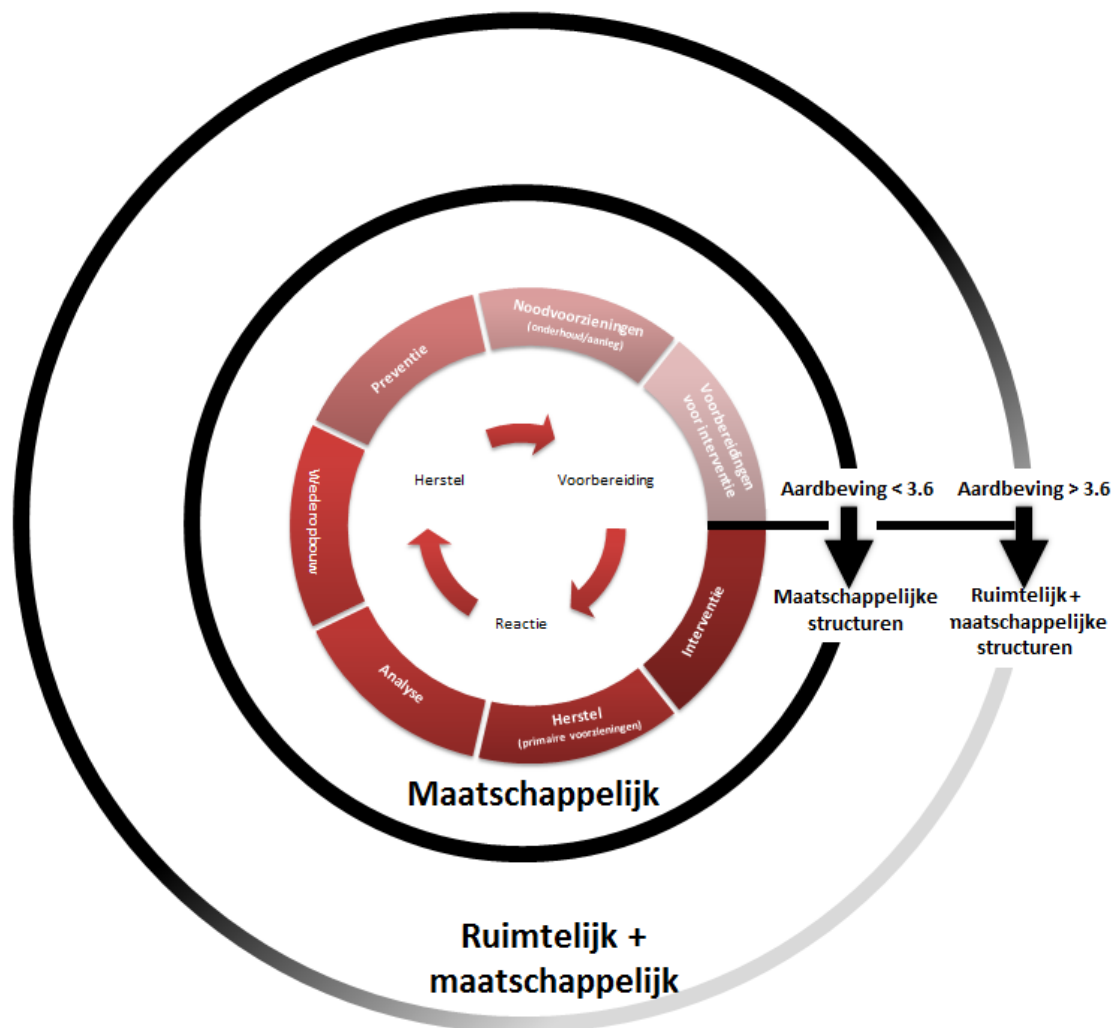 Noodvoorzieningen
(onderhoud/aanleg)
Preventie
Voorbereidingen
voor interventie
Wederopbouw
Herstel
Voorbereiding
Reactie
Aardbeving < 3.6
Aardbeving > 3.6
Maatschappelijke
structuren
Ruimtelijk +
maatschappelijke
structuren
Interventie
Analyse
Herstel
(primaire voorzieningen)
Maatschappelijk
Ruimtelijk +
maatschappelijk